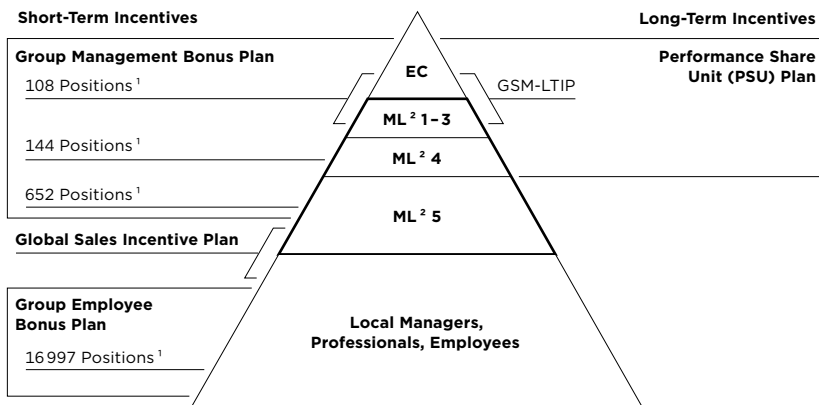 Short-Term Incentives
Long-Term Incentives
Group Management Bonus Plan
108 Positions ¹
144 Positions ¹
652 Positions ¹
Global Sales Incentive Plan
Group Employee
Bonus Plan
16 997 Positions ¹
EC
ML ² 1–3
ML ² 4
ML ² 5
Local Managers,
Professionals, Employees
GSM-LTIP
Performance Share
Unit (PSU) Plan